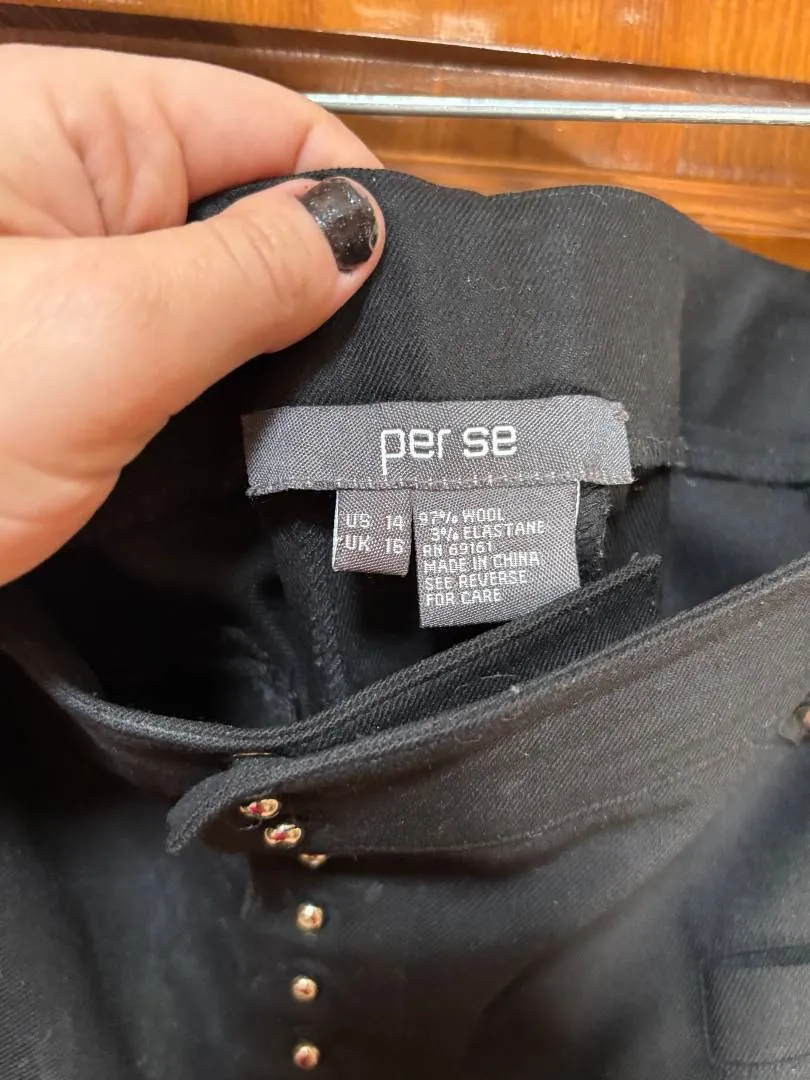 per se
US 14
UK 16
97% WOOL
3% ELASTANE
RN 69161
MADE IN CHINA
SEE REVERSE
FOR CARE